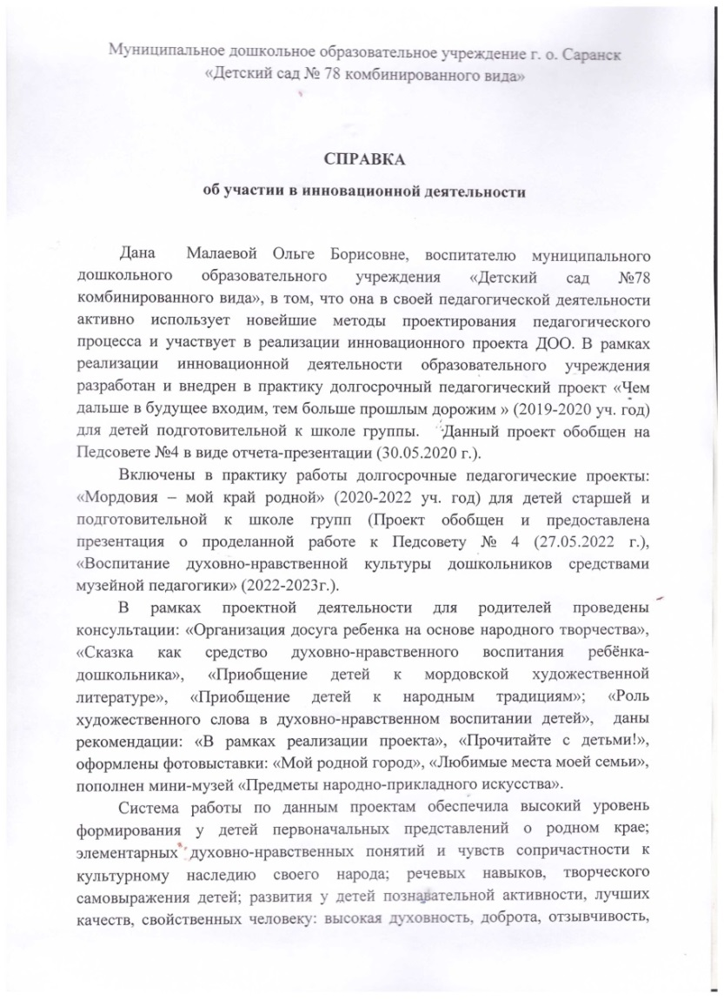 Муниципальное дошкольное образовательное учреждение г. о. Саранск
«Детский сад № 78 комбинированного вида»
СПРАВКА
об участии в инновационной деятельности
Дана Малаевой Ольге Борисовне, воспитателю муниципального
дошкольного образовательного учреждения «Детский сад №78
комбинированного вида», в том, что она в своей педагогической деятельности
активно использует новейшие методы проектирования педагогического
процесса и участвует в реализации инновационного проекта ДОО. В рамках
реализации инновационной деятельности образовательного учреждения
разработан и внедрен в практику долгосрочный педагогический проект «Чем
дальше в будущее входим, тем больше прошлым дорожим » (2019-2020 уч. год)
для детей подготовительной к школе группы. Данный проект обобщен на
Педсовете №4 в виде отчета-презентации (30.05.2020 г.).
Включены в практику работы долгосрочные педагогические проекты:
«Мордовия – мой край родной» (2020-2022 уч. год) для детей старшей и
подготовительной к школе групп (Проект обобщен и предоставлена
презентация о проделанной работе к Педсовету № 4 (27.05.2022 г.),
«Воспитание духовно-нравственной культуры дошкольников средствами
музейной педагогики» (2022-2023г.).
В рамках проектной деятельности для родителей проведены
консультации: «Организация досуга ребенка на основе народного творчества»,
«Сказка как средство духовно-нравственного воспитания ребёнка-
дошкольника», «Приобщение детей к мордовской художественной
литературе», «Приобщение детей к народным традициям»; «Роль
художественного слова в духовно-нравственном воспитании детей», даны
рекомендации: «В рамках реализации проекта», «Прочитайте с детьми!»,
оформлены фотовыставки: «Мой родной город», «Любимые места моей семьи»,
пополнен мини-музей «Предметы народно-прикладного искусства».
Система работы по данным проектам обеспечила высокий уровень
формирования у детей первоначальных представлений о родном крае;
элементарных духовно-нравственных понятий и чувств сопричастности к
культурному наследию своего народа; речевых навыков, творческого
самовыражения детей; развития у детей познавательной активности, лучших
качеств, свойственных человеку: высокая духовность, доброта, отзывчивость,